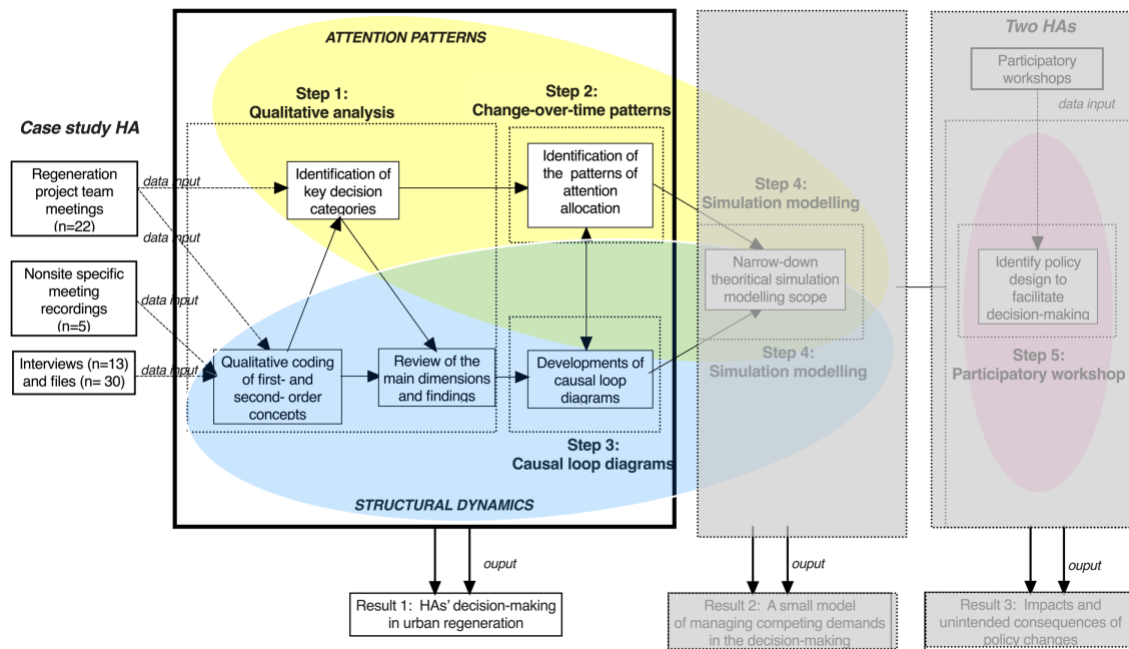 ATTENTION PATTERNS
Step 1:
Qualitative analysis
Step 2:
Change-over-time patterns
Case study HA
Regeneration
project team
meetings
(n=22)
data input
data input
Nonsite specific
meeting
recordings
(n=5)
data input
Interviews (n=13)
and files (n= 30)
data input
Identification of
key decision
categories
Identification of
the patterns of
attention
allocation
Qualitative coding
of first- and
second- order
concepts
Review of the
main dimensions
and findings
Developments of
causal loop
diagrams
Step 3:
Causal loop diagrams
STRUCTURAL DYNAMICS
Step 4:
Simulation modelling
Narrow-down
theoritical simulation
modelling scope
Step 4:
Simulation modelling
Two HAs
Participatory
workshops
data input
Identify policy
design to
facilitate
decision-making
Step 5:
Participatory workshop
ouput
ouput
output
Result 1: HAs' decision-making
in urban regeneration
Result 2: A small model
of managing competing demands
in the decision-making
Result 3: Impacts and
unintended consequences of
policy changes